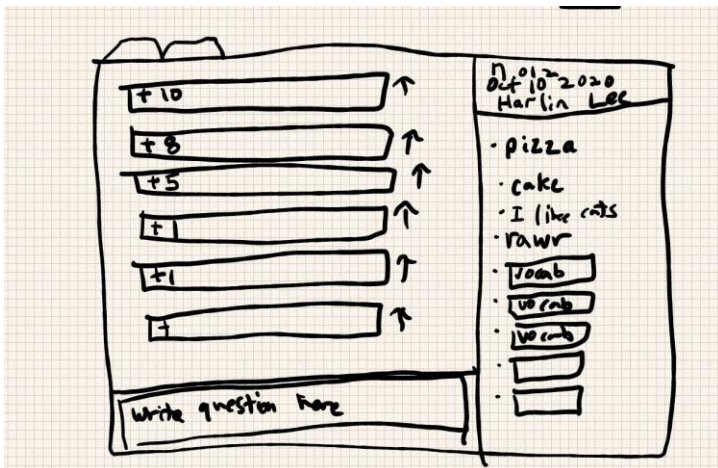 + 10
+ 8
+ 5
+ 1
+1
+
write question here
Oct 10 2020
Harlin Lee
· pizza
· cake
· I like cats
· rawr
· vocab
· vocab
· vocab